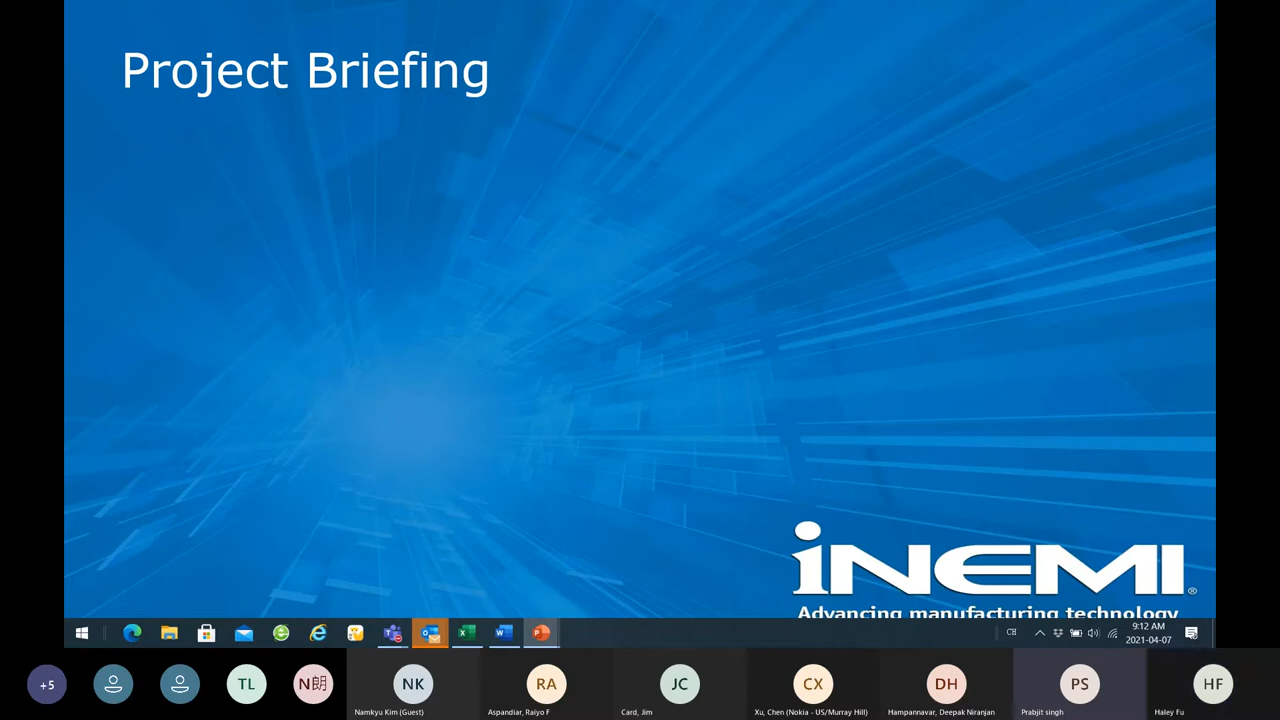 Project Briefing
iNEMI®
Advancing manufacturing technology
CH
9:12 AM
2021-04-07
+5
TL
N朗
NK
RA
JC
CX
DH
PS
HF
Namkyu Kim (Guest)
Aspandiar, Raiyo F
Card, Jim
Xu, Chen (Nokia - US/Murray Hill)
Hampannavar, Deepak Niranjan
Prabjit singh
Haley Fu